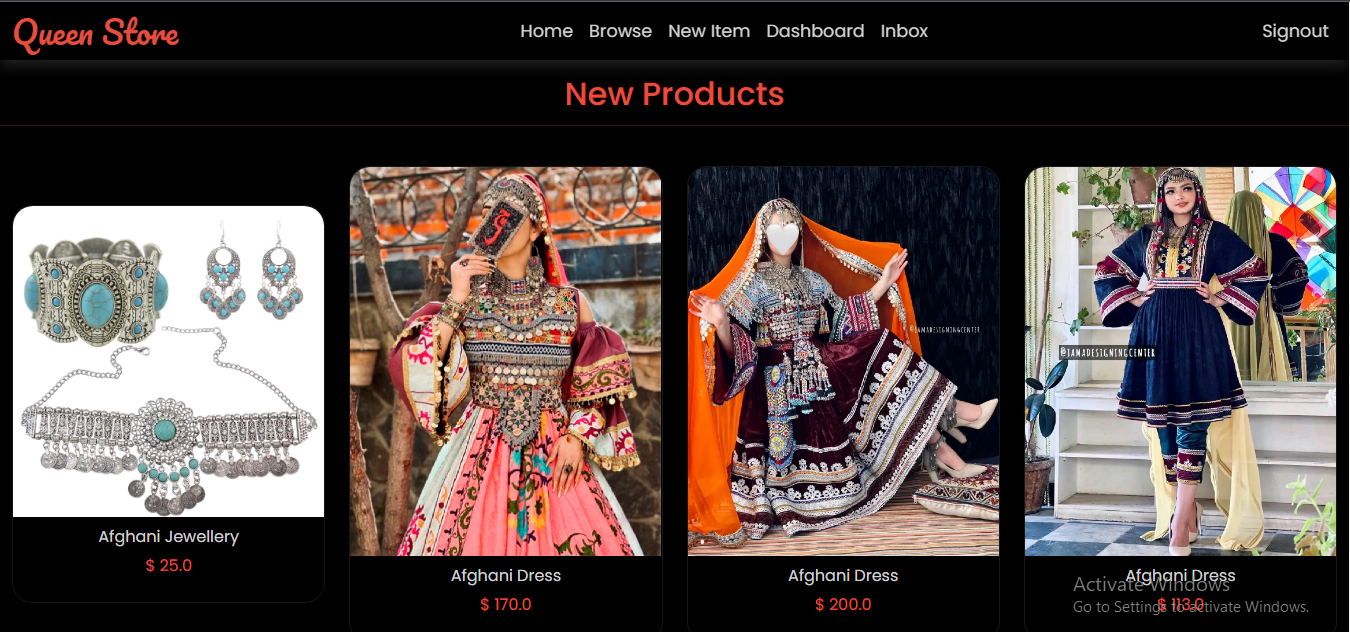 Queen Store
Home Browse New Item Dashboard Inbox
Signout
New Products
@JAMADESIGNINGCENTER
@JAMADESIGNINGCENTER
Afghani Jewellery
$ 25.0
Afghani Dress
$ 170.0
Afghani Dress
$ 200.0
Afghani Dress
$ 113.0
Activate Windows
Go to Settings to activate Windows.